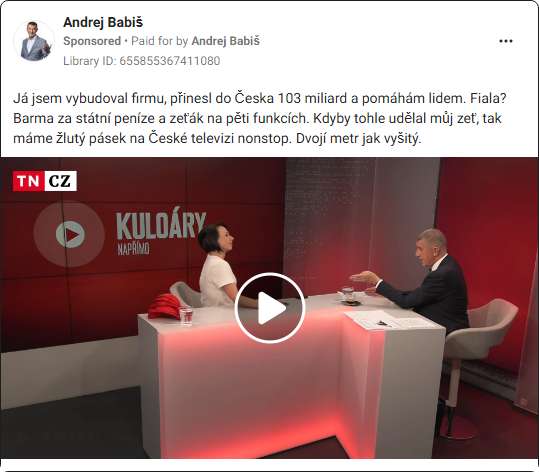 Andrej Babiš
Sponsored • Paid for by Andrej Babiš
Library ID: 655855367411080
Já jsem vybudoval firmu, přinesl do Česka 103 miliard a pomáhám lidem. Fiala?
Barma za státní peníze a zeťák na pěti funkcích. Kdyby tohle udělal můj zeť, tak
máme žlutý pásek na České televizi nonstop. Dvojí metr jak vyšitý.
TN CZ
KULOÁRY
NAPŘÍMO